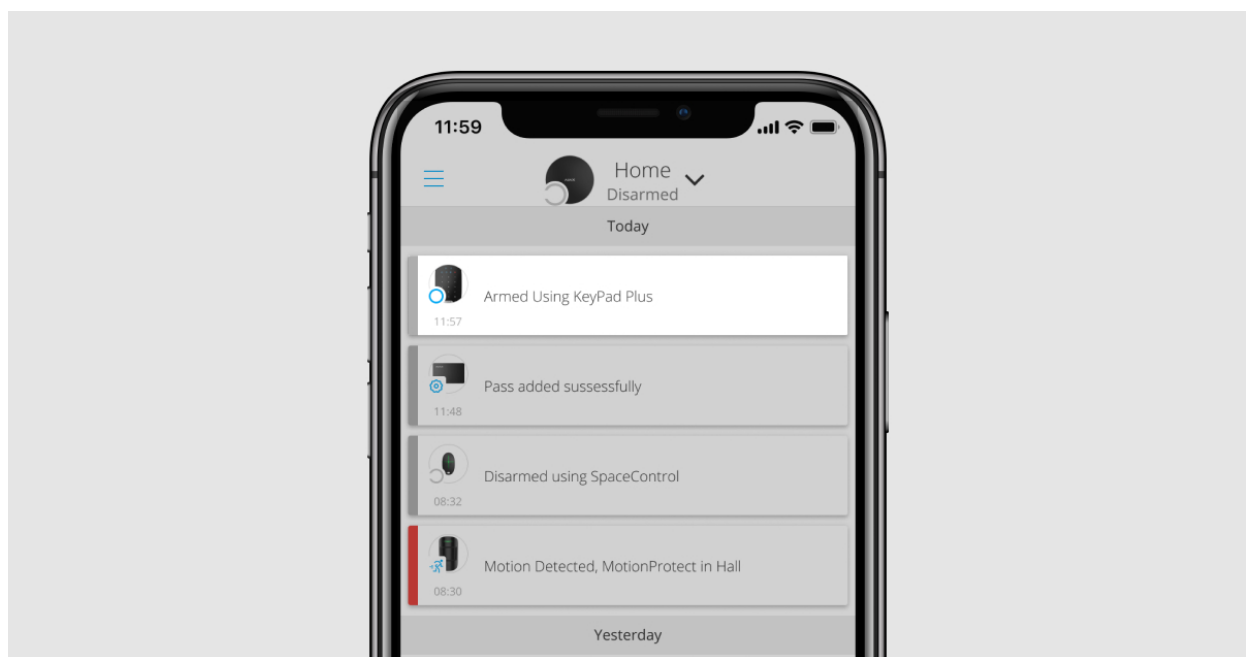 11:59
Home
Disarmed
Today
Armed Using KeyPad Plus
11:57
Pass added sussessfully
11:48
Disarmed using SpaceControl
08:32
Motion Detected, MotionProtect in Hall
08:30
Yesterday